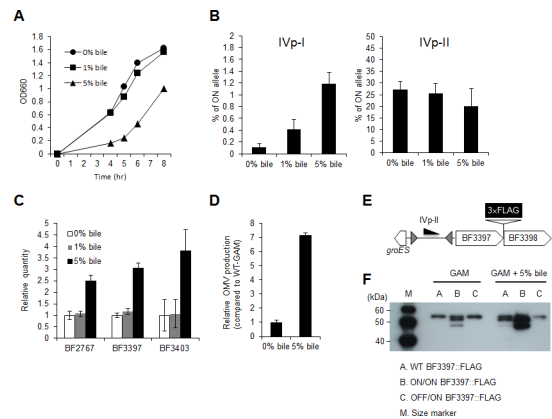 A
OD660
1.8
1.6
1.4
1.2
1
0.8
0.6
0.4
0.2
0
0% bile
1% bile
5% bile
0 1 2 3 4 5 6 7 8
Time (hr)
B
IVp-I
% of ON allele
2
1.8
1.6
1.4
1.2
1
0.8
0.6
0.4
0.2
0
0% bile 1% bile 5% bile
IVp-II
% of ON allele
50
45
40
35
30
25
20
15
10
5
0
0% bile 1% bile 5% bile
C
Relative quantity
5
4.5
4
3.5
3
2.5
2
1.5
1
0.5
0
0% bile
1% bile
5% bile
BF2767 BF3397 BF3403
D
Relative OMV production
(compared to WT-GAM)
8
7
6
5
4
3
2
1
0
0% bile 5% bile
E
3×FLAG
IVp-II
BF3397 BF3398
groES
F
GAM GAM + 5% bile
M A B C A B C
(kDa)
60
50
40
A. WT BF3397::FLAG
B. ON/ON BF3397::FLAG
C. OFF/ON BF3397::FLAG
M. Size marker